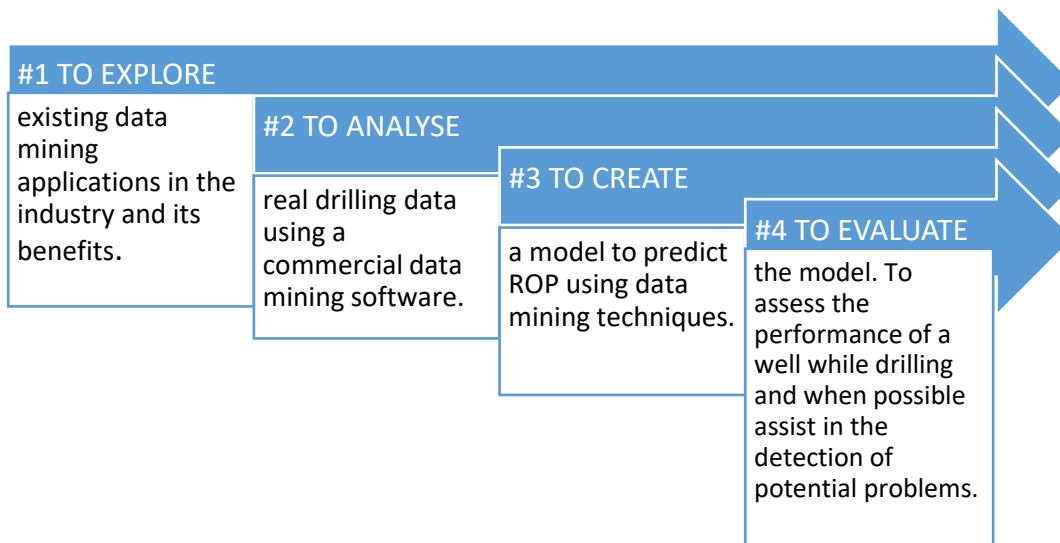 #1 TO EXPLORE
existing data
mining
applications in the
industry and its
benefits.
#2 TO ANALYSE
real drilling data
using a
commercial data
mining software.
#3 TO CREATE
a model to predict
ROP using data
mining techniques.
#4 TO EVALUATE
the model. To
assess the
performance of a
well while drilling
and when possible
assist in the
detection of
potential problems.